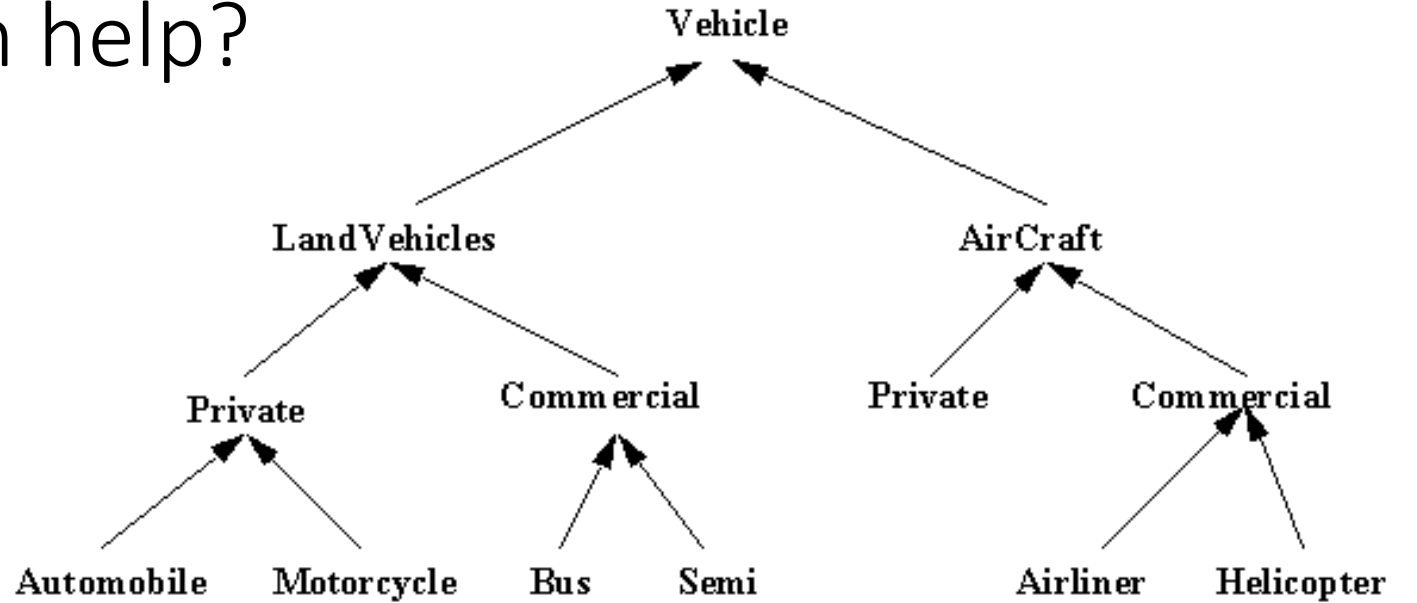 n help?
Vehicle
LandVehicles AirCraft
Private Commercial Private Commercial
Automobile Motorcycle Bus Semi Airliner Helicopter